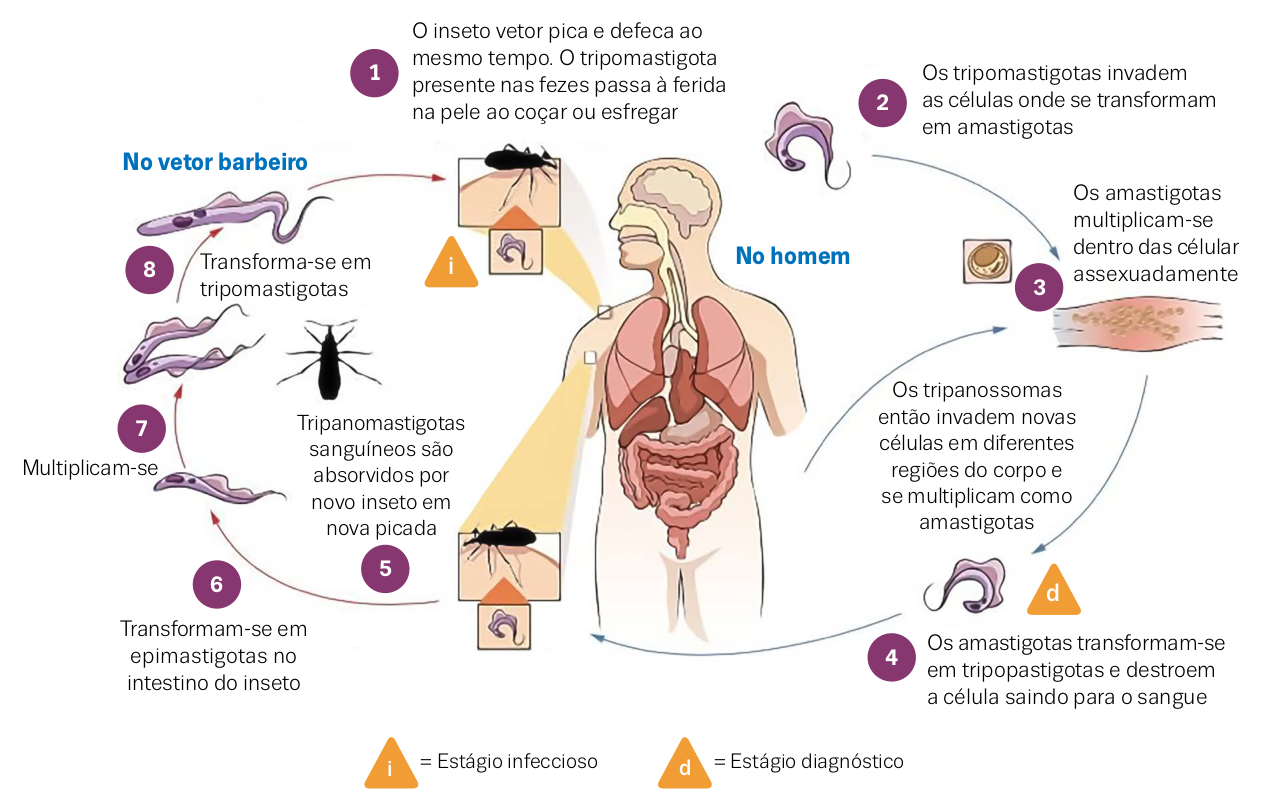 1
O inseto vetor pica e defeca ao
mesmo tempo. O tripomastigota
presente nas fezes passa à ferida
na pele ao coçar ou esfregar
2
Os tripomastigotas invadem
as células onde se transformam
em amastigotas
No vetor barbeiro
No homem
i
8
Transforma-se em
tripomastigotas
Os amastigotas
multiplicam-se
dentro das célular
assexuadamente
3
7
Multiplicam-se
Tripanomastigotas
sanguíneos são
absorvidos por
novo inseto em
nova picada
5
Os tripanossomas
então invadem novas
células em diferentes
regiões do corpo e
se multiplicam como
amastigotas
6
Transformam-se em
epimastigotas no
intestino do inseto
d
4
Os amastigotas transformam-se
em tripopastigotas e destroem
a célula saindo para o sangue
i = Estágio infeccioso
d = Estágio diagnóstico